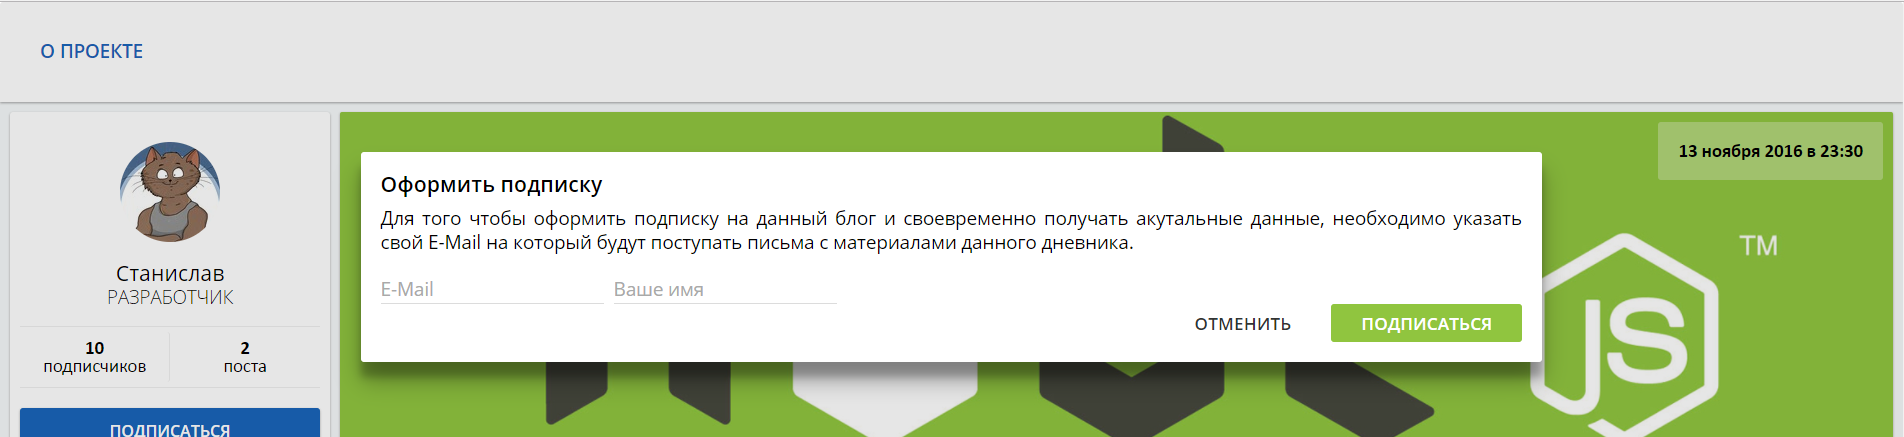 О ПРОЕКТЕ
13 ноября 2016 в 23:30
Станислав
РАЗРАБОТЧИК
10
подписчиков
2
поста
ПОДПИСАТЬСЯ
Оформить подписку
Для того чтобы оформить подписку на данный блог и своевременно получать акутальные данные, необходимо указать
свой E-Mail на который будут поступать письма с материалами данного дневника.
E-Mail
Ваше имя
ОТМЕНИТЬ
ПОДПИСАТЬСЯ
JS
TM